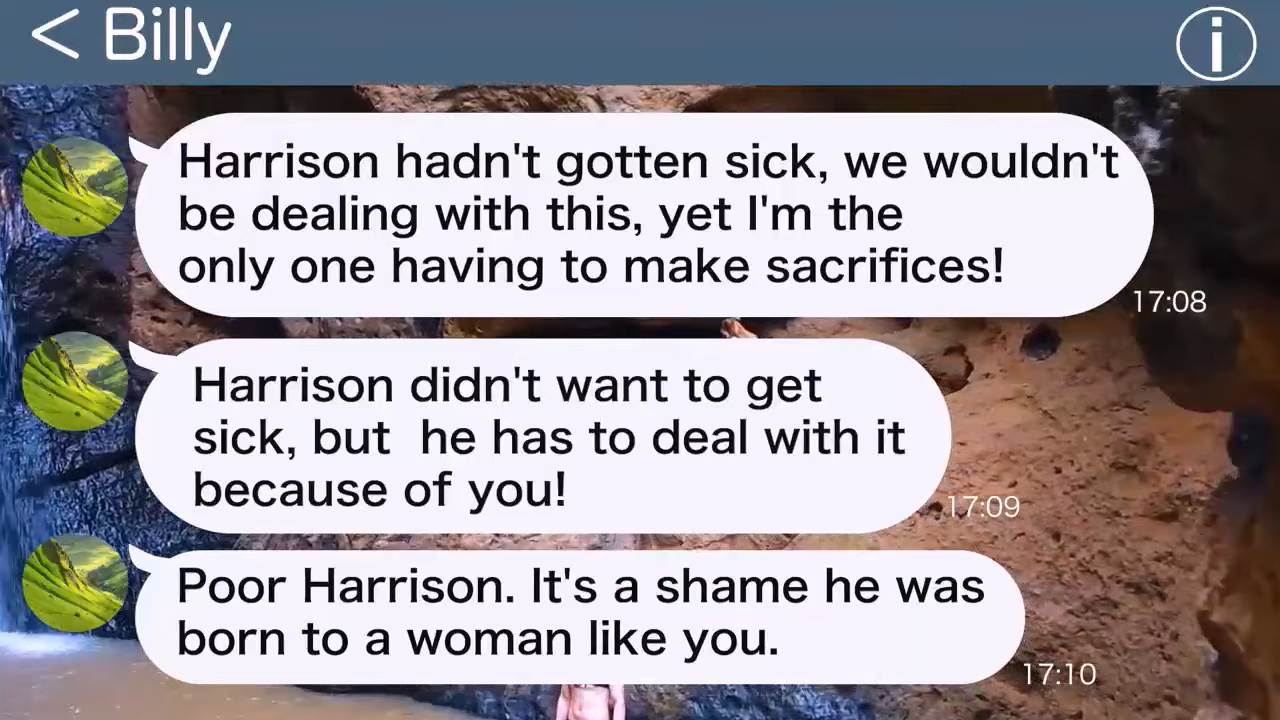 < Billy
Harrison hadn't gotten sick, we wouldn't
be dealing with this, yet I'm the
only one having to make sacrifices!
17:08
Harrison didn't want to get
sick, but  he has to deal with it
because of you!
17:09
Poor Harrison. It's a shame he was
born to a woman like you.
17:10